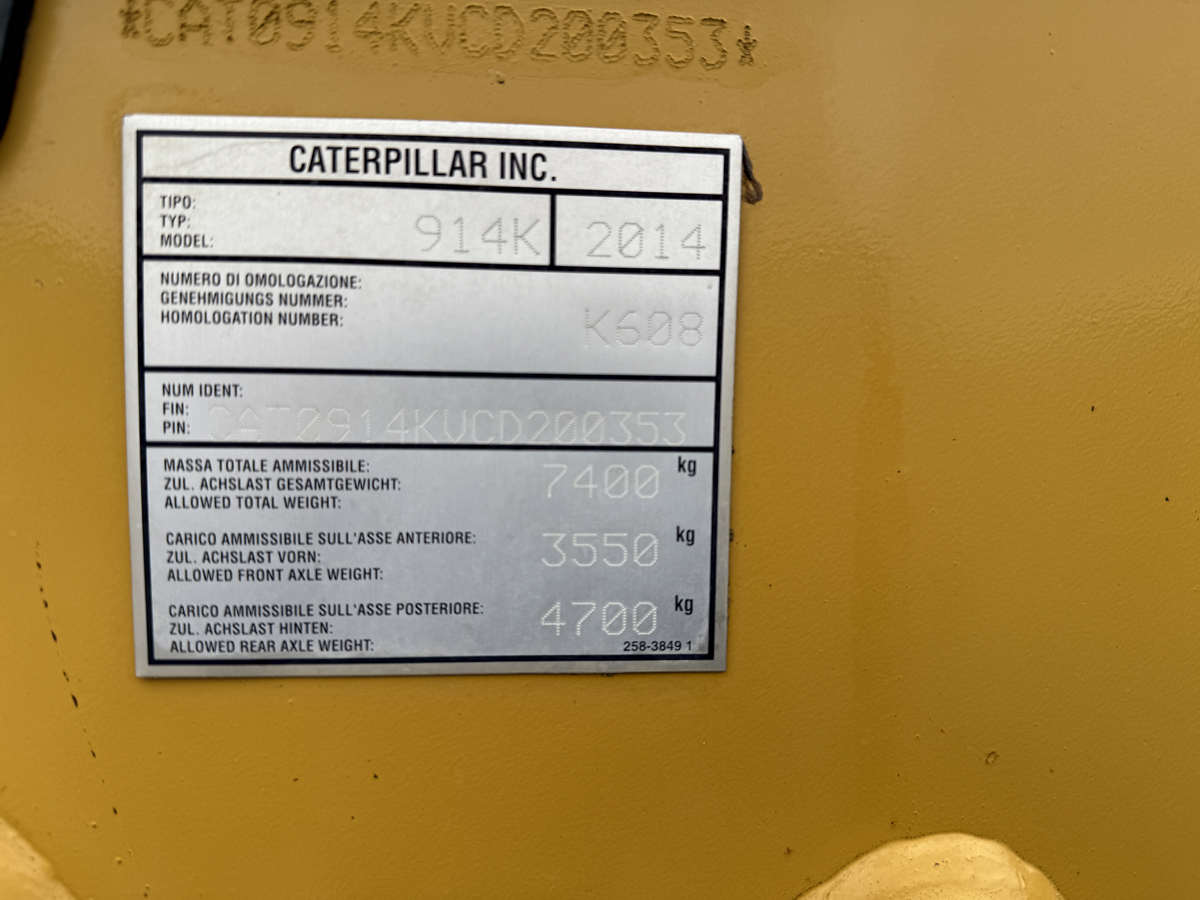 *CAT0914KVCD200353*
CATERPILLAR INC.
TIPO:
TYP:
MODEL: 914K 2014
NUMERO DI OMOLOGAZIONE:
GENEHMIGUNGS NUMMER:
HOMOLOGATION NUMBER: K608
NUM IDENT:
FIN:
PIN: CAT0914KVCD200353
MASSA TOTALE AMMISSIBILE:
ZUL. ACHSLAST GESAMTGEWICHT: 7400 kg
ALLOWED TOTAL WEIGHT:
CARICO AMMISSIBILE SULL'ASSE ANTERIORE:
ZUL. ACHSLAST VORN: 3550 kg
ALLOWED FRONT AXLE WEIGHT:
CARICO AMMISSIBILE SULL'ASSE POSTERIORE:
ZUL. ACHSLAST HINTEN: 4700 kg
ALLOWED REAR AXLE WEIGHT:
258-3849 1